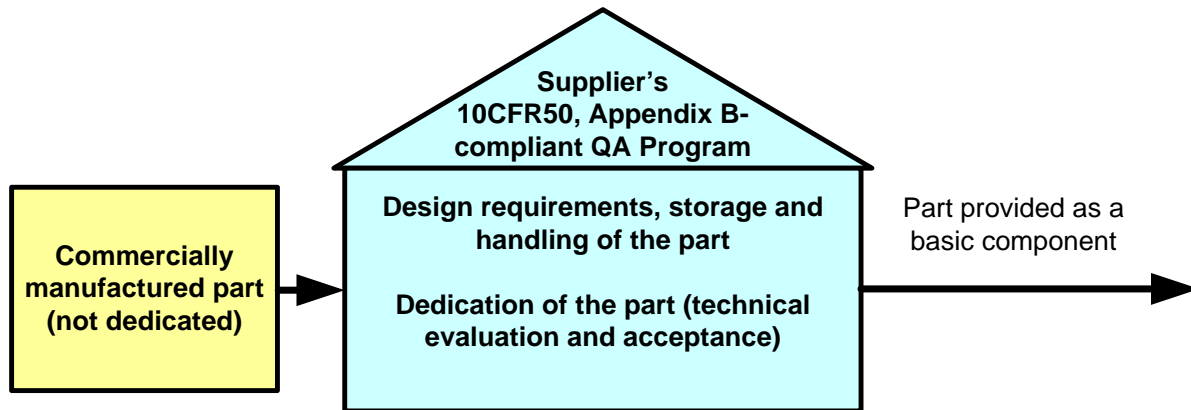 Supplier's
10CFR50, Appendix B-
compliant QA Program
Commercially
manufactured part
(not dedicated)
Design requirements, storage and
handling of the part
Dedication of the part (technical
evaluation and acceptance)
Part provided as a
basic component